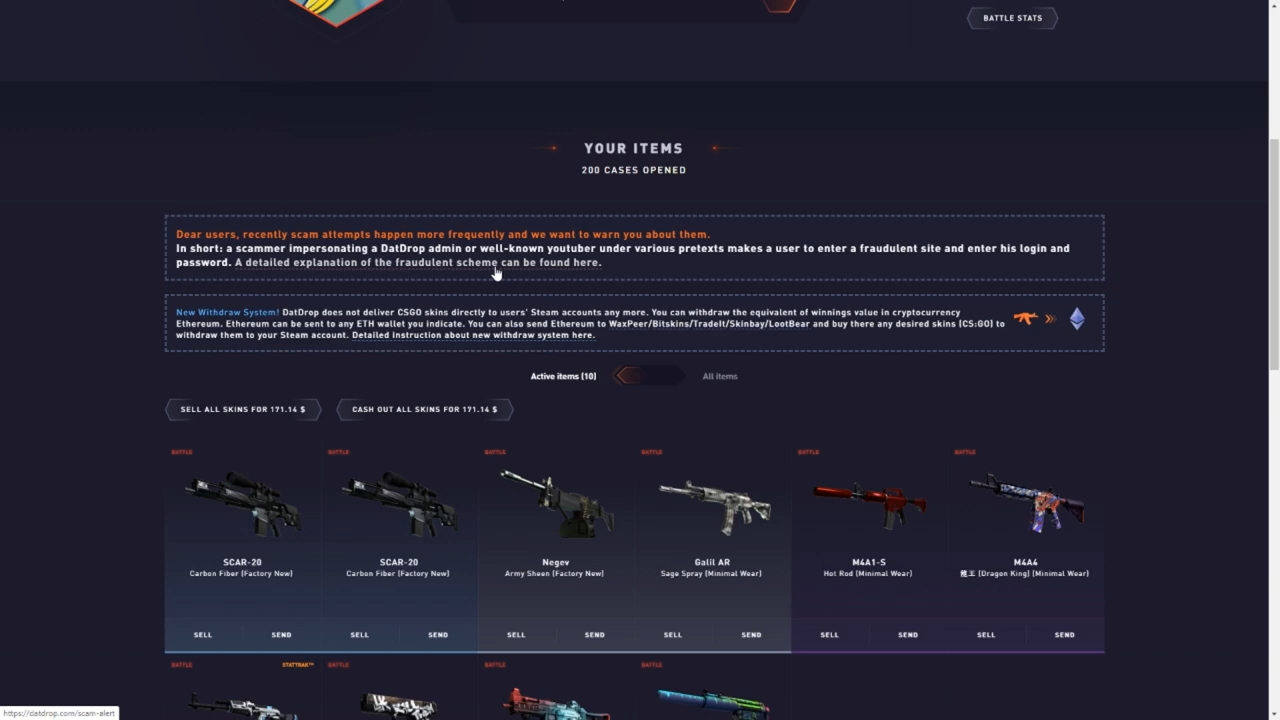 BATTLE STATS
YOUR ITEMS
200 CASES OPENED
Dear users, recently scam attempts happen more frequently and we want to warn you about them.
In short: a scammer impersonating a DatDrop admin or well-known youtuber under various pretexts makes a user to enter a fraudulent site and enter his login and
password. A detailed explanation of the fraudulent scheme can be found here.
New Withdraw System! DatDrop does not deliver CSGO skins directly to users' Steam accounts any more. You can withdraw the equivalent of winnings value in cryptocurrency
Ethereum. Ethereum can be sent to any ETH wallet you indicate. You can also send Ethereum to WaxPeer/Bitskins/TradeIt/Skinbay/LootBear and buy there any desired skins (CS:GO) to
withdraw them to your Steam account. Detailed instruction about new withdraw system here.
Active items (10) All items
SELL ALL SKINS FOR 171.14 $ CASH OUT ALL SKINS FOR 171.14 $
BATTLE BATTLE BATTLE BATTLE BATTLE BATTLE
SCAR-20 SCAR-20 Negev Galil AR M4A1-S M4A4
Carbon Fiber (Factory New) Carbon Fiber (Factory New) Army Sheen (Factory New) Sage Spray (Minimal Wear) Hot Rod (Minimal Wear) 龍王 (Dragon King) (Minimal Wear)
SELL SEND SELL SEND SELL SEND SELL SEND SELL SEND SELL SEND
BATTLE STATTRAK™ BATTLE BATTLE BATTLE
https://datdrop.com/scam-alert